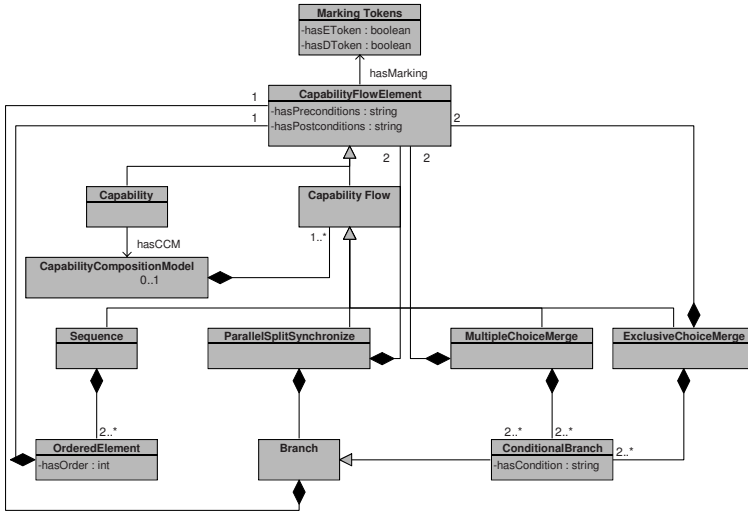 Marking Tokens
-hasEToken : boolean
-hasDToken : boolean
hasMarking
CapabilityFlowElement
-hasPreconditions : string
-hasPostconditions : string
1
1
2
2
2
Capability
Capability Flow
hasCCM
1..*
CapabilityCompositionModel
0..1
Sequence
ParallelSplitSynchronize
MultipleChoiceMerge
ExclusiveChoiceMerge
2..*
2..*
2..*
2..*
OrderedElement
-hasOrder : int
Branch
ConditionalBranch
-hasCondition : string